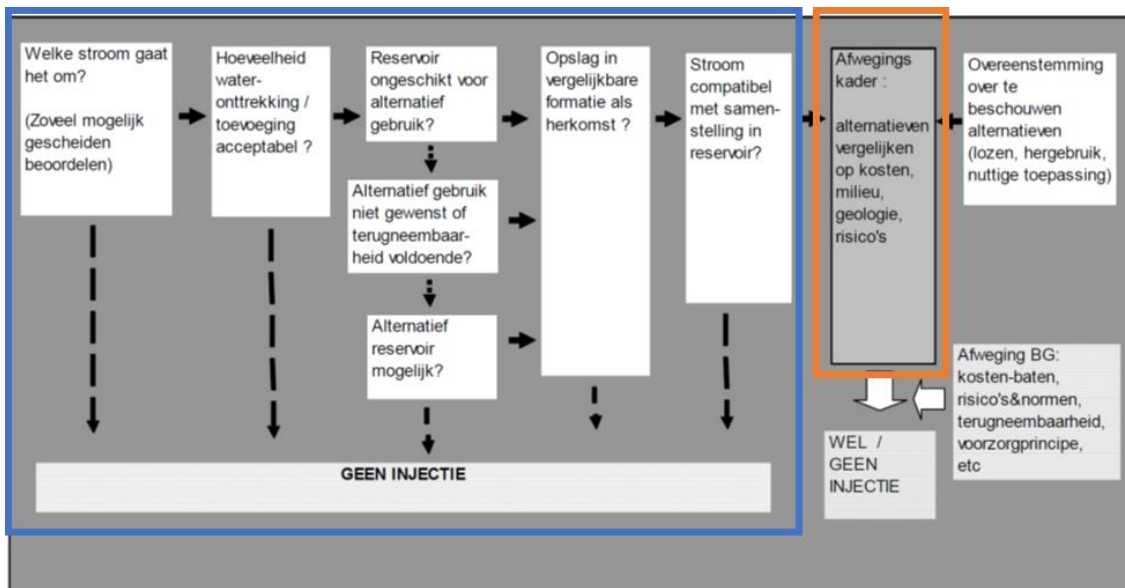 Welke stroom gaat
het om?
(Zoveel mogelijk
gescheiden
beoordelen)
Hoeveelheid
water-
onttrekking /
toevoeging
acceptabel ?
Reservoir
ongeschikt voor
alternatief
gebruik?
Alternatief gebruik
niet gewenst of
terugneembaar-
heid voldoende?
Alternatief
reservoir
mogelijk?
Opslag in
vergelijkbare
formatie als
herkomst ?
Stroom
compatibel
met samen-
stelling in
reservoir?
Afwegings
kader :
alternatieven
vergelijken
op kosten,
milieu,
geologie,
risico's
Overeenstemming
over te
beschouwen
alternatieven
(lozen, hergebruik,
nuttige toepassing)
Afweging BG:
kosten-baten,
risico's&normen,
terugneembaarheid,
voorzorgprincipe,
etc
WEL /
GEEN
INJECTIE
GEEN INJECTIE